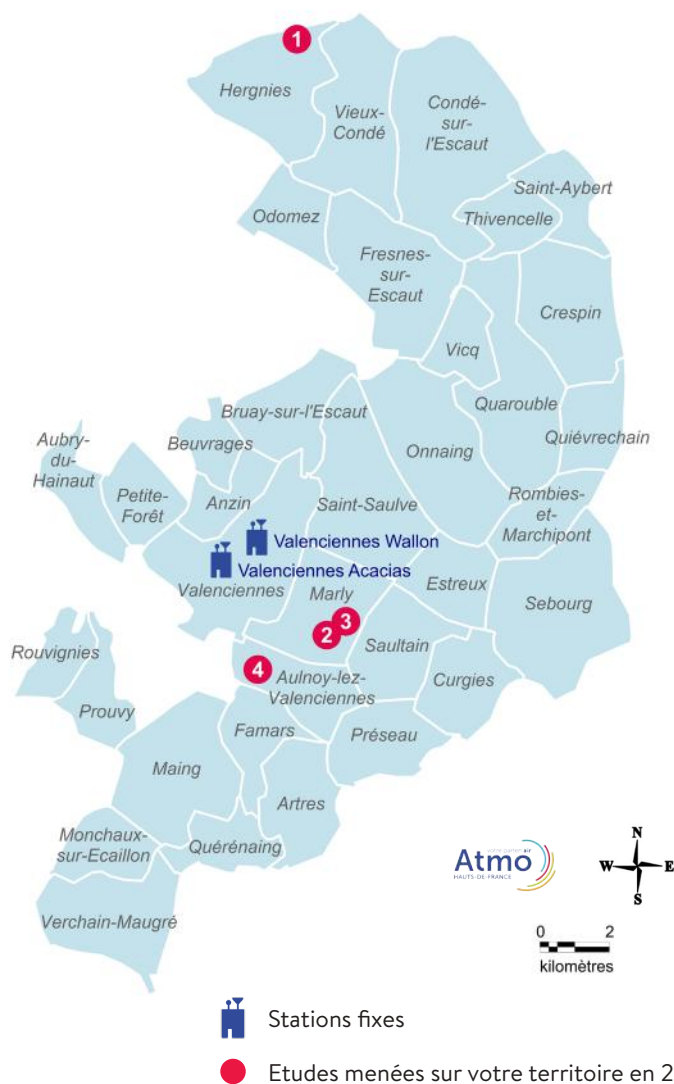 1
Hergnies
Vieux-
Condé
Condé-
sur-
l'Escaut
Saint-Aybert
Thivencelle
Odomez
Fresnes-
sur-
Escaut
Crespin
Vicq
Quarouble
Bruay-sur-l'Escaut
Beuvrages
Onnaing
Quiévrechain
Aubry-
du-
Hainaut
Petite-
Forêt
Anzin
Saint-Saulve
Rombies-
et-
Marchipont
Valenciennes Wallon
Valenciennes Acacias
Valenciennes
Marly
Estreux
Sebourg
3
2
Saultain
Rouvignies
4
Aulnoy-lez-
Valenciennes
Curgies
Prouvy
Famars
Préseau
Maing
Artres
Monchaux-
sur-Ecaillon
Quérénaing
Verchain-Maugré
votre parten'air
Atmo
HAUTS-DE-FRANCE
N
W
E
S
0 2
kilomètres
Stations fixes
Etudes menées sur votre territoire en 2